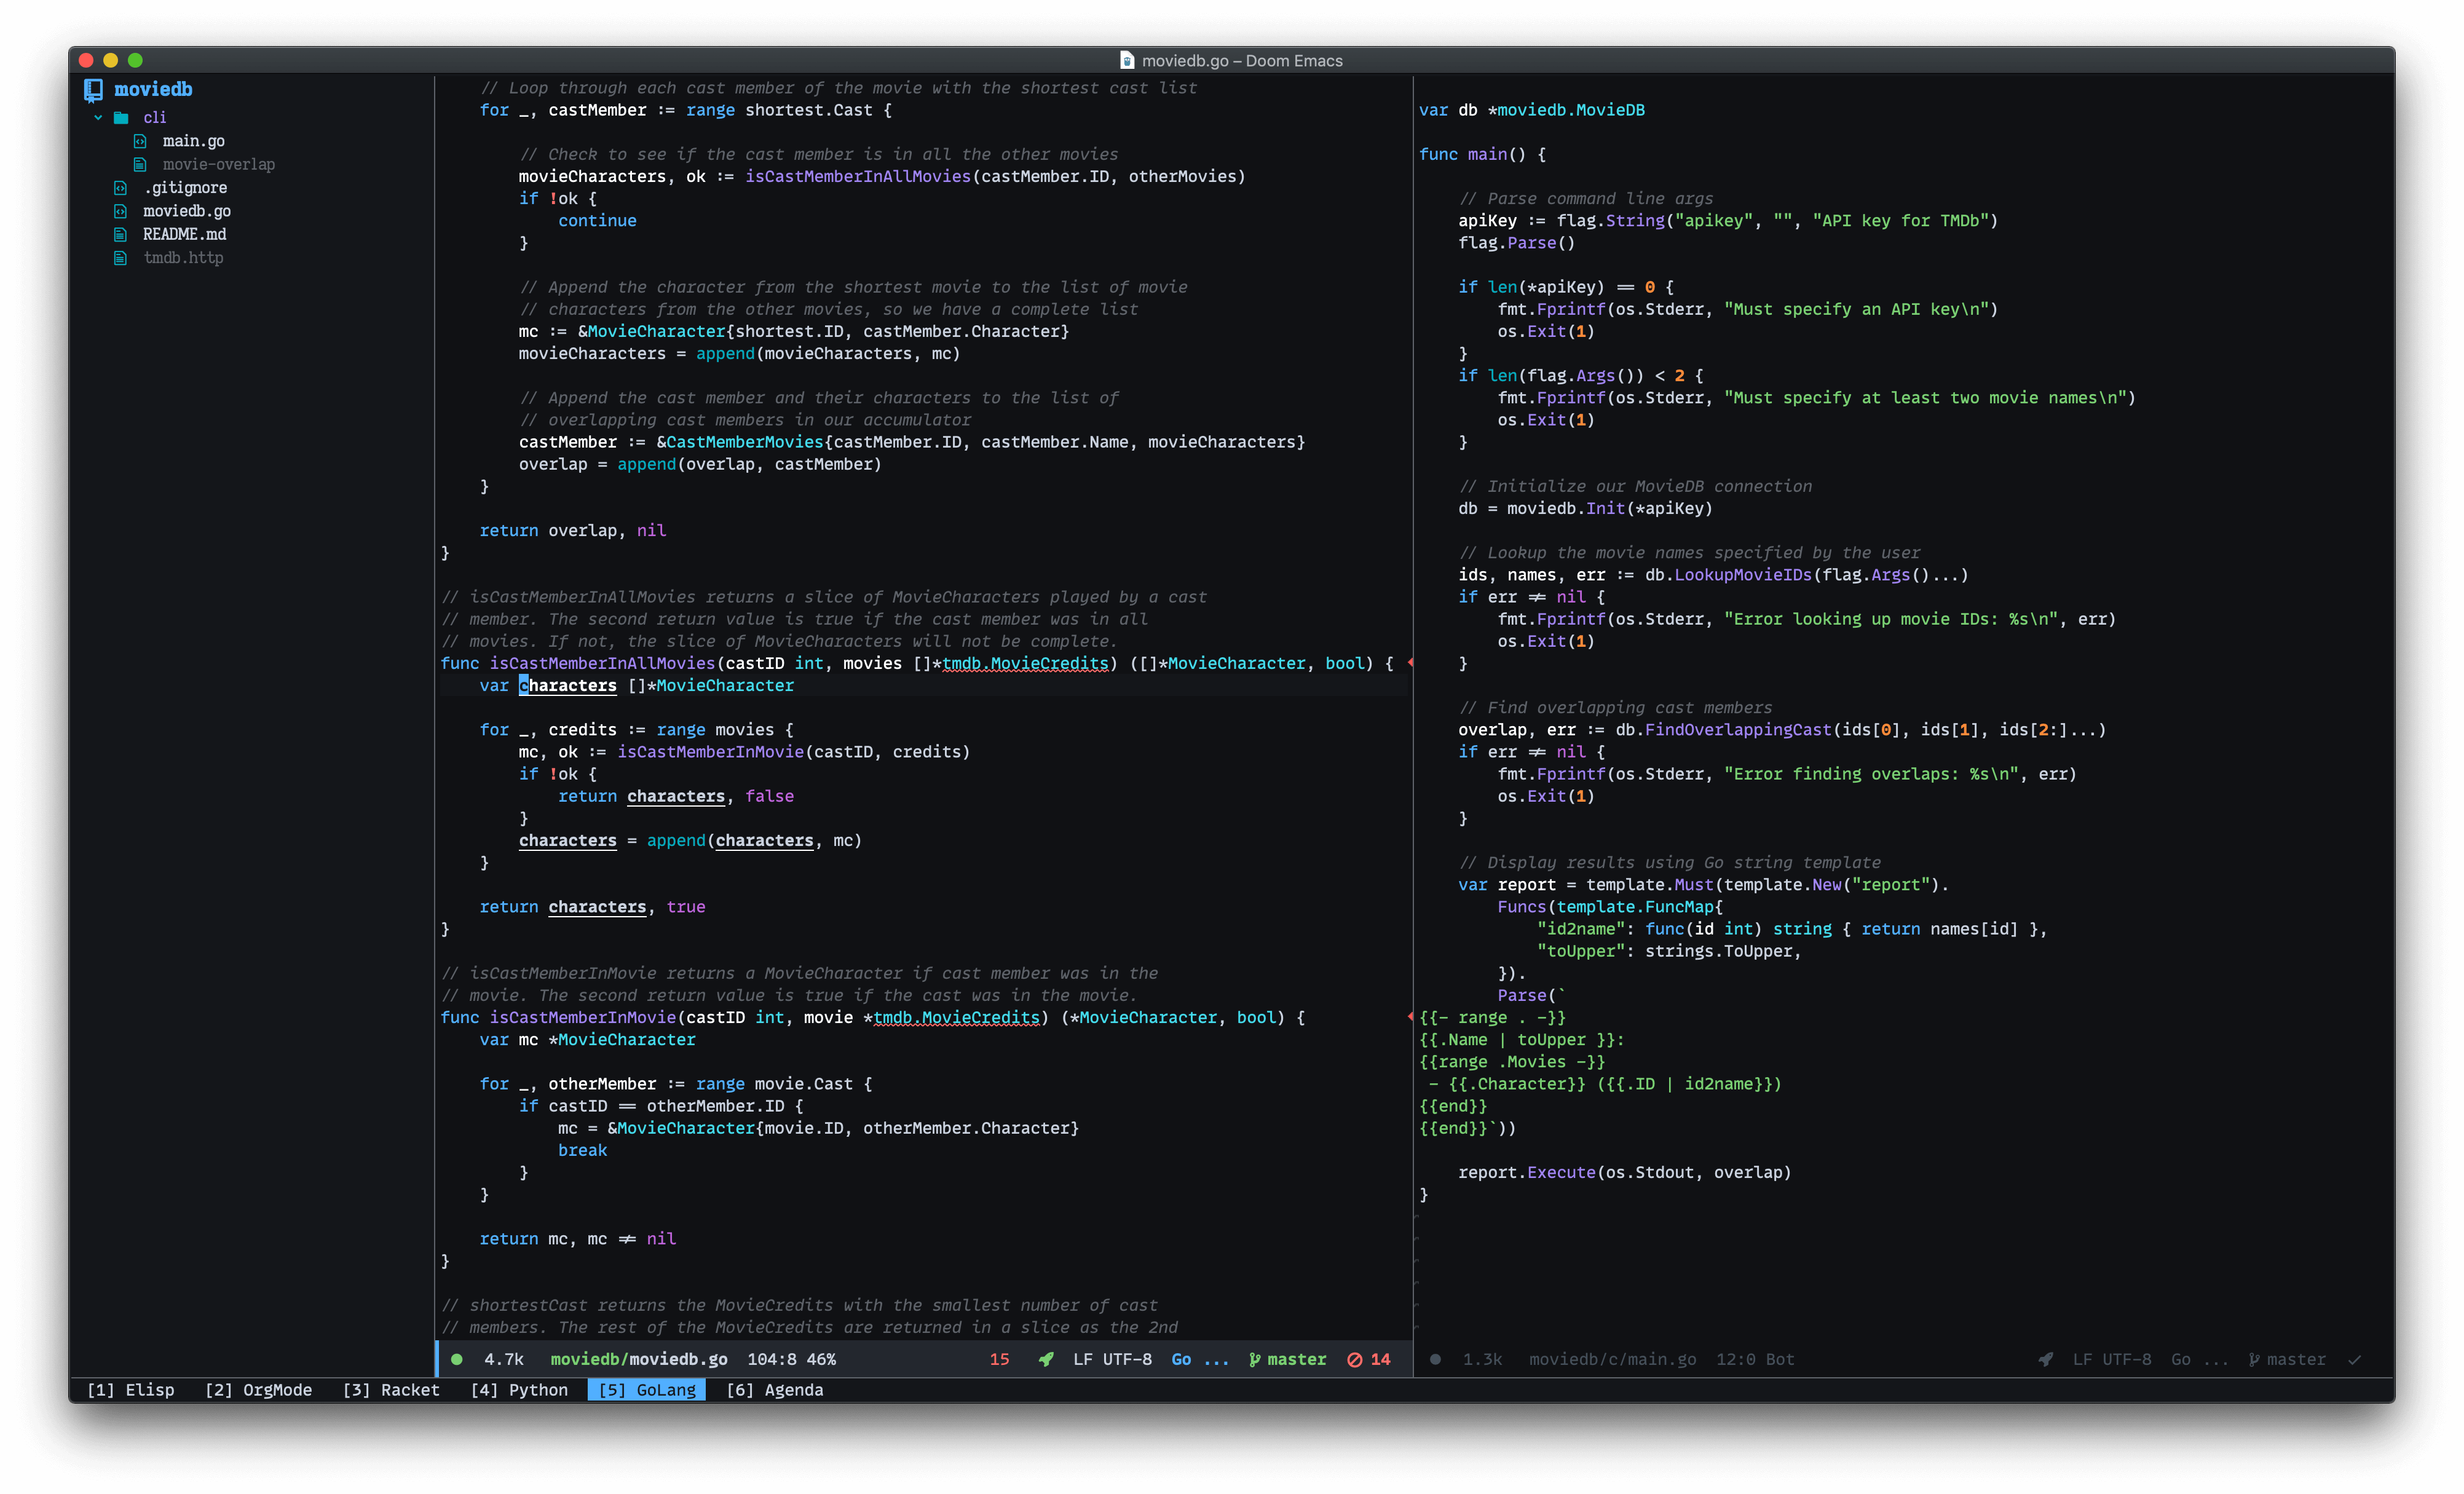 moviedb.go – Doom Emacs
moviedb
cli
main.go
movie-overlap
.gitignore
moviedb.go
README.md
tmdb.http
// Loop through each cast member of the movie with the shortest cast list
for _, castMember := range shortest.Cast {
// Check to see if the cast member is in all the other movies
movieCharacters, ok := isCastMemberInAllMovies(castMember.ID, otherMovies)
if !ok {
continue
}
// Append the character from the shortest movie to the list of movie
// characters from the other movies, so we have a complete list
mc := &MovieCharacter{shortest.ID, castMember.Character}
movieCharacters = append(movieCharacters, mc)
// Append the cast member and their characters to the list of
// overlapping cast members in our accumulator
castMember := &CastMemberMovies{castMember.ID, castMember.Name, movieCharacters}
overlap = append(overlap, castMember)
}
return overlap, nil
}
// isCastMemberInAllMovies returns a slice of MovieCharacters played by a cast
// member. The second return value is true if the cast member was in all
// movies. If not, the slice of MovieCharacters will not be complete.
func isCastMemberInAllMovies(castID int, movies []*tmdb.MovieCredits) ([]*MovieCharacter, bool) {
var characters []*MovieCharacter
for _, credits := range movies {
mc, ok := isCastMemberInMovie(castID, credits)
if !ok {
return characters, false
}
characters = append(characters, mc)
}
return characters, true
}
// isCastMemberInMovie returns a MovieCharacter if cast member was in the
// movie. The second return value is true if the cast was in the movie.
func isCastMemberInMovie(castID int, movie *tmdb.MovieCredits) (*MovieCharacter, bool) {
var mc *MovieCharacter
for _, otherMember := range movie.Cast {
if castID == otherMember.ID {
mc = &MovieCharacter{movie.ID, otherMember.Character}
break
}
}
return mc, mc != nil
}
// shortestCast returns the MovieCredits with the smallest number of cast
// members. The rest of the MovieCredits are returned in a slice as the 2nd
4.7k moviedb/moviedb.go 104:8 46% 15 LF UTF-8 Go ... master 14
var db *moviedb.MovieDB
func main() {
// Parse command line args
apiKey := flag.String("apikey", "", "API key for TMDb")
flag.Parse()
if len(*apiKey) == 0 {
fmt.Fprintf(os.Stderr, "Must specify an API key\n")
os.Exit(1)
}
if len(flag.Args()) < 2 {
fmt.Fprintf(os.Stderr, "Must specify at least two movie names\n")
os.Exit(1)
}
// Initialize our MovieDB connection
db = moviedb.Init(*apiKey)
// Lookup the movie names specified by the user
ids, names, err := db.LookupMovieIDs(flag.Args()...)
if err != nil {
fmt.Fprintf(os.Stderr, "Error looking up movie IDs: %s\n", err)
os.Exit(1)
}
// Find overlapping cast members
overlap, err := db.FindOverlappingCast(ids[0], ids[1], ids[2:]...)
if err != nil {
fmt.Fprintf(os.Stderr, "Error finding overlaps: %s\n", err)
os.Exit(1)
}
// Display results using Go string template
var report = template.Must(template.New("report").
Funcs(template.FuncMap{
"id2name": func(id int) string { return names[id] },
"toUpper": strings.ToUpper,
}).
Parse(`
{{- range . -}}
{{.Name | toUpper }}:
{{range .Movies -}}
- {{.Character}} ({{.ID | id2name}})
{{end}}
{{end}}`))
report.Execute(os.Stdout, overlap)
}
1.3k moviedb/c/main.go 12:0 Bot LF UTF-8 Go ... master
[1] Elisp [2] OrgMode [3] Racket [4] Python [5] GoLang [6] Agenda